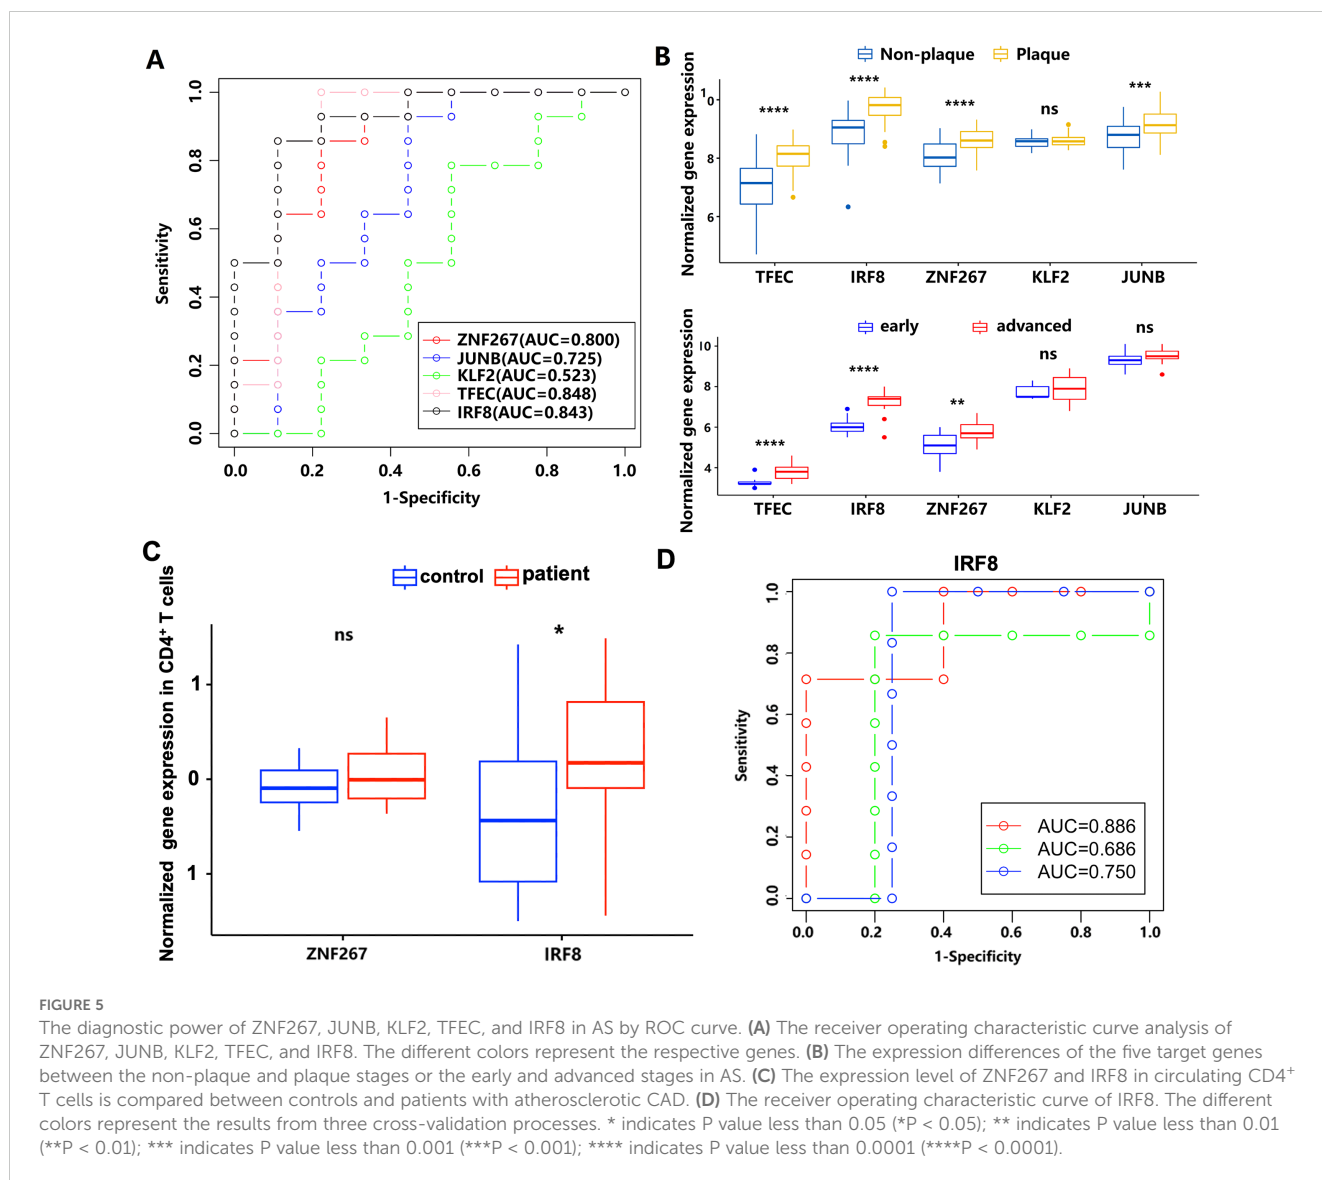 A
1.0
0.8
0.6
0.4
0.2
0.0
Sensitivity
ZNF267(AUC=0.800)
JUNB(AUC=0.725)
KLF2(AUC=0.523)
TFEC(AUC=0.848)
IRF8(AUC=0.843)
0.0 0.2 0.4 0.6 0.8 1.0
1-Specificity
B
Non-plaque Plaque
Normalized gene expression
10
8
6
**** **** **** ns ***
TFEC IRF8 ZNF267 KLF2 JUNB
early advanced
Normalized gene expression
10
8
6
4
**** **** ** ns ns
TFEC IRF8 ZNF267 KLF2 JUNB
C
control patient
Normalized gene expression in CD4⁺ T cells
1
0
1
ns *
ZNF267 IRF8
D
IRF8
1.0
0.8
0.6
0.4
0.2
0.0
Sensitivity
AUC=0.886
AUC=0.686
AUC=0.750
0.0 0.2 0.4 0.6 0.8 1.0
1-Specificity
FIGURE 5
The diagnostic power of ZNF267, JUNB, KLF2, TFEC, and IRF8 in AS by ROC curve. (A) The receiver operating characteristic curve analysis of
ZNF267, JUNB, KLF2, TFEC, and IRF8. The different colors represent the respective genes. (B) The expression differences of the five target genes
between the non-plaque and plaque stages or the early and advanced stages in AS. (C) The expression level of ZNF267 and IRF8 in circulating CD4⁺
T cells is compared between controls and patients with atherosclerotic CAD. (D) The receiver operating characteristic curve of IRF8. The different
colors represent the results from three cross-validation processes. * indicates P value less than 0.05 (*P < 0.05); ** indicates P value less than 0.01
(**P < 0.01); *** indicates P value less than 0.001 (***P < 0.001); **** indicates P value less than 0.0001 (****P < 0.0001).